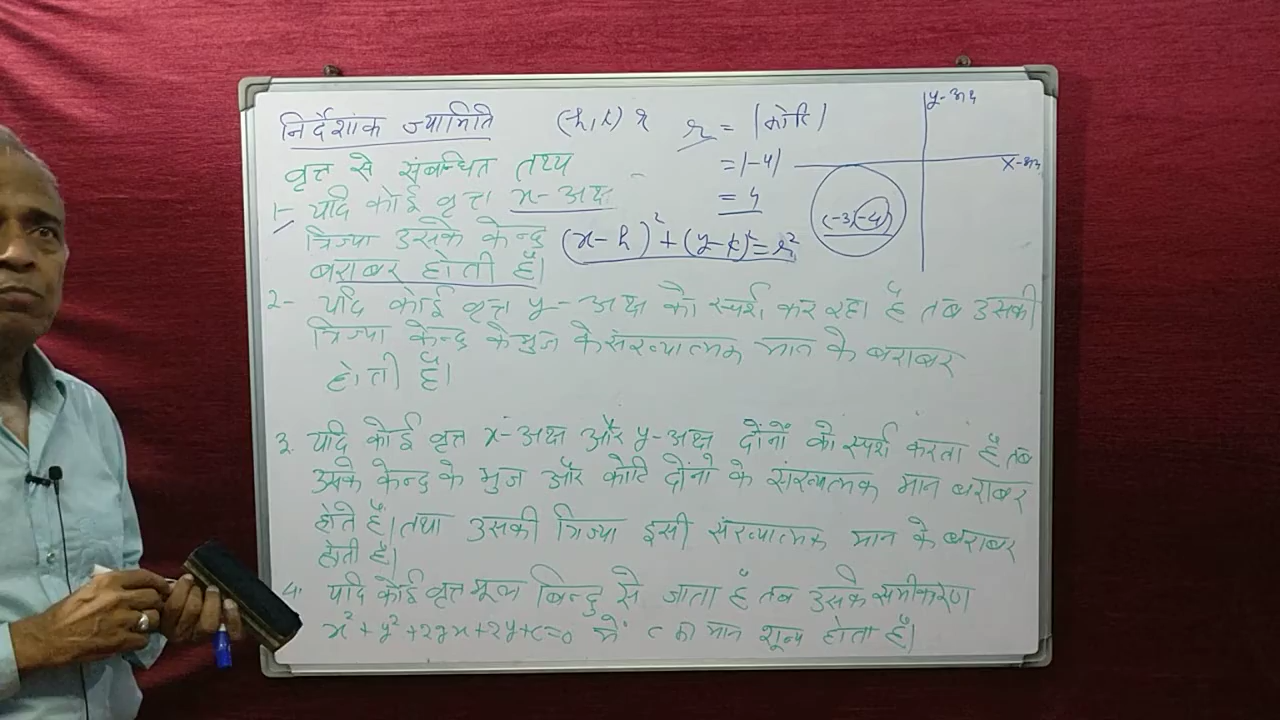 निर्देशांक ज्यामिति
(h, k) r
r = |कोटि|
= |-4|
= 4
y-अक्ष
x-अक्ष
(-3,-4)
वृत्त से संबन्धित तथ्य
1- यदि कोई वृत्त x-अक्ष
त्रिज्या उसके केन्द्र
बराबर होती है।
(x-h)²+(y-k)²=r²
2- यदि कोई वृत्त y-अक्ष को स्पर्श कर रहा है तब उसकी
त्रिज्या केन्द्र के भुज के संख्यात्मक मान के बराबर
होती है।
3. यदि कोई वृत्त x-अक्ष और y-अक्ष दोनों को स्पर्श करता है तब
उसके केन्द्र के भुज और कोटि दोनो के संख्यत्मक मान बराबर
होते है। तथा उसकी त्रिज्या इसी संख्यात्मक मान के बराबर
होती है।
4. यदि कोई वृत्त मूल बिन्दु से जाता है तब उसके समीकरण
x²+y²+2gx+2y+c=0 में c का मान शून्य होता है।